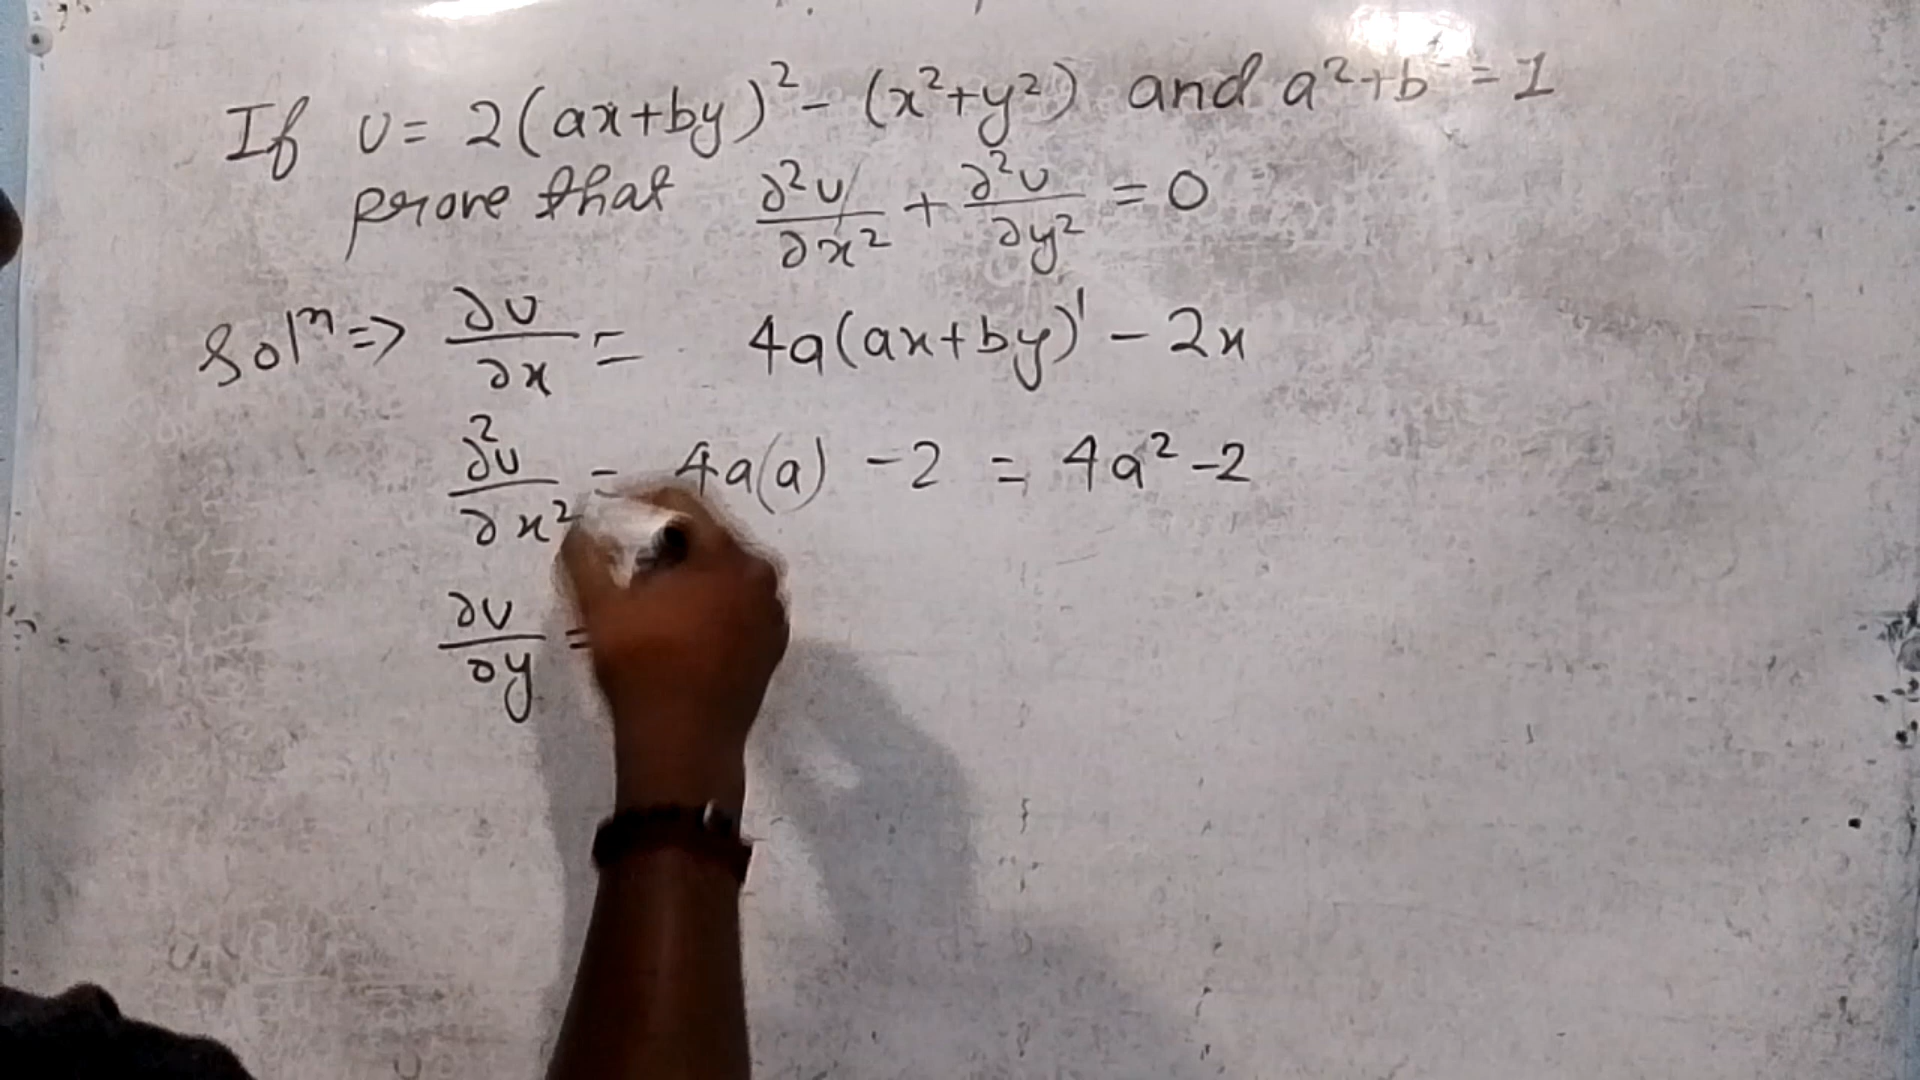 If u = 2(ax+by)² - (x²+y²) and a²+b = 1
prove that ∂²u/∂x² + ∂²u/∂y² = 0
Solⁿ => ∂u/∂x = 4a(ax+by)¹ - 2x
∂²u/∂x² = 4a(a) - 2 = 4a² - 2
∂u/∂y =